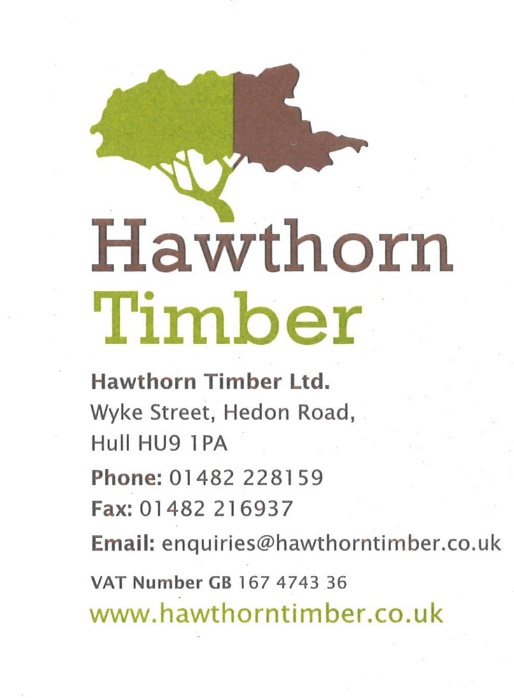 Hawthorn
Timber
Hawthorn Timber Ltd.
Wyke Street, Hedon Road,
Hull HU9 1PA
Phone: 01482 228159
Fax: 01482 216937
Email: enquiries@hawthorntimber.co.uk
VAT Number GB 167 4743 36
www.hawthorntimber.co.uk